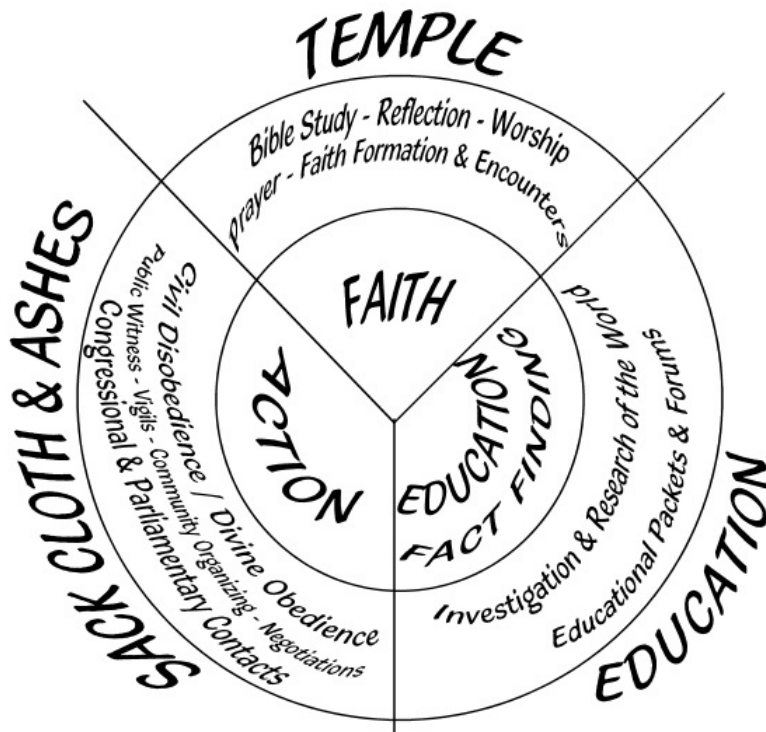 TEMPLE
Bible Study - Reflection - Worship
Prayer - Faith Formation & Encounters
FAITH
SACK CLOTH & ASHES
Civil Disobedience / Divine Obedience
Public Witness - Vigils - Community Organizing - Negotiations
Congressional & Parliamentary Contacts
ACTION
EDUCATION
FACT FINDING
Investigation & Research of the World
Educational Packets & Forums
EDUCATION